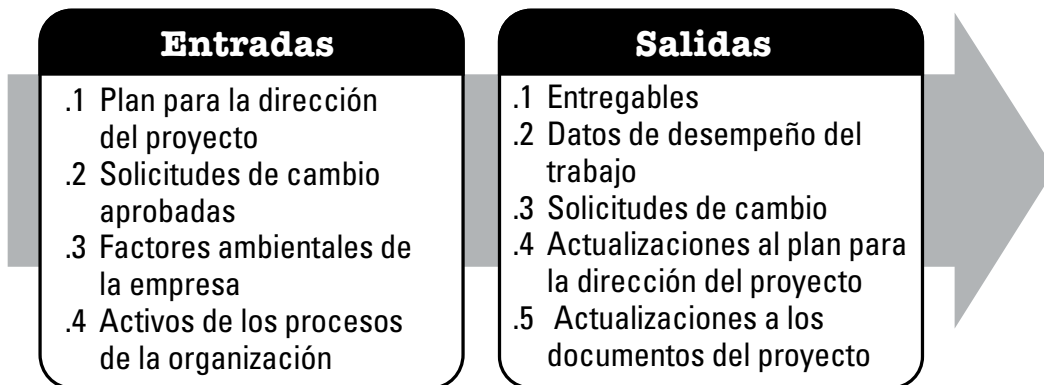 Entradas
.1 Plan para la dirección
del proyecto
.2 Solicitudes de cambio
aprobadas
.3 Factores ambientales de
la empresa
.4 Activos de los procesos
de la organización
Salidas
.1 Entregables
.2 Datos de desempeño del
trabajo
.3 Solicitudes de cambio
.4 Actualizaciones al plan para
la dirección del proyecto
.5 Actualizaciones a los
documentos del proyecto